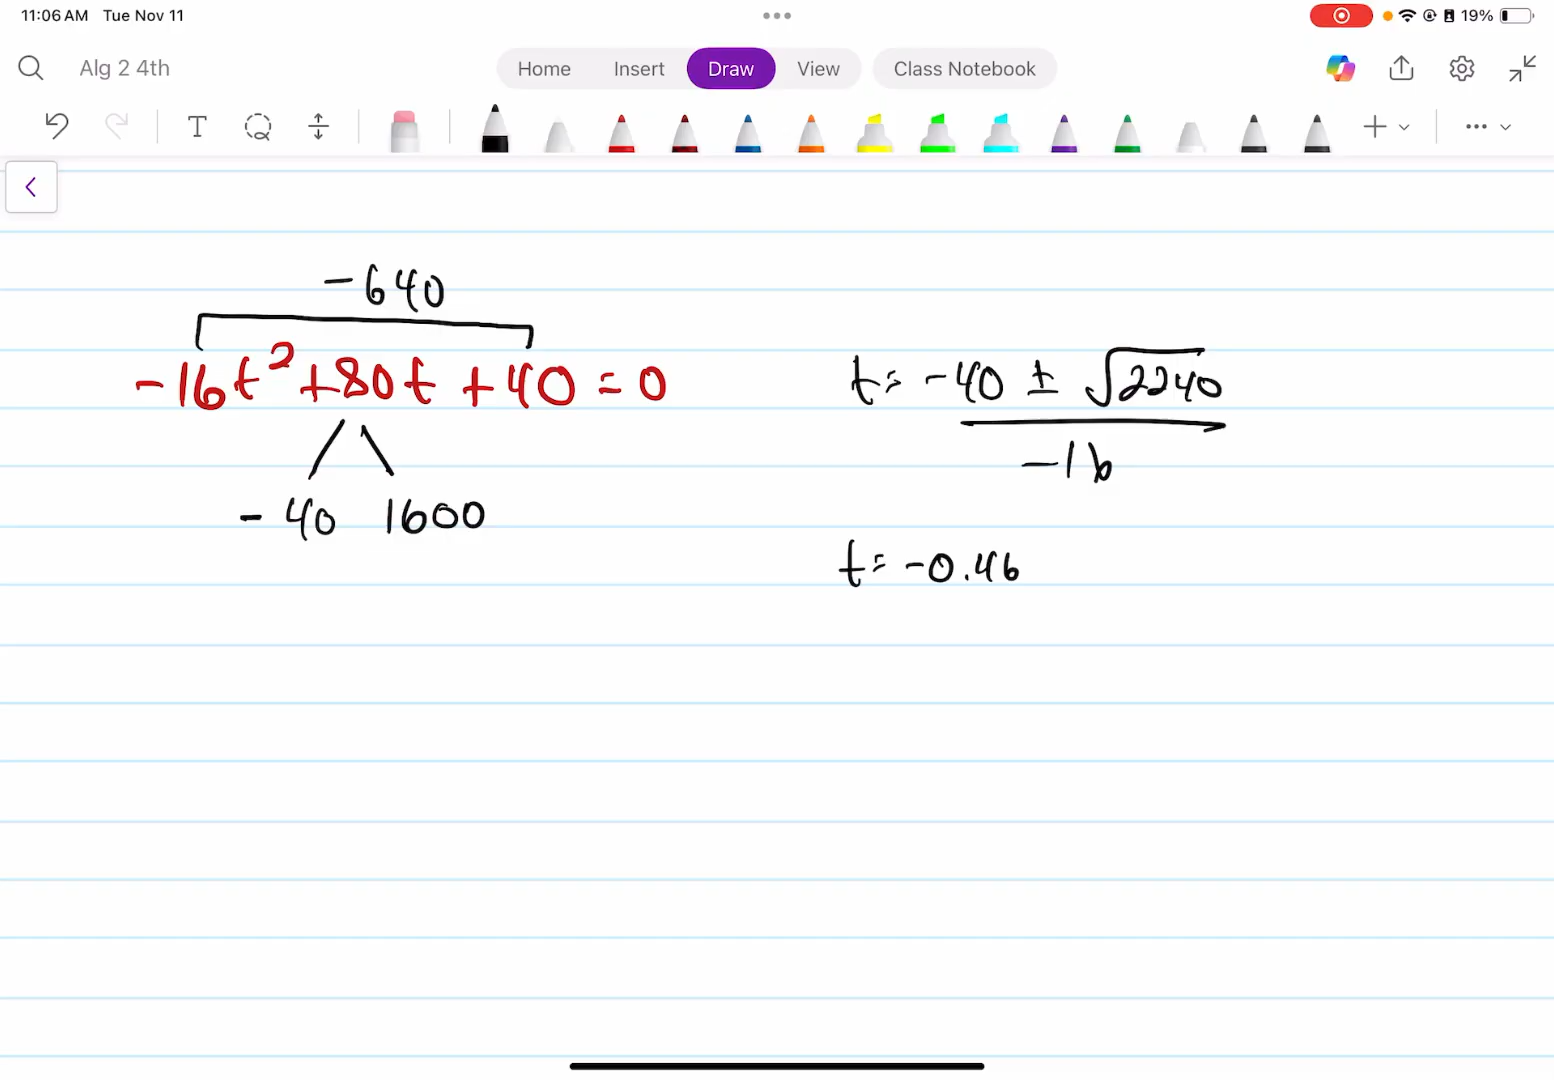 11:06 AM Tue Nov 11
19%
Alg 2 4th
Home Insert Draw View Class Notebook
T
-640
-16t² +80t +40 = 0
-40 1600
t= -40 ± √2240
-16
t= -0.46